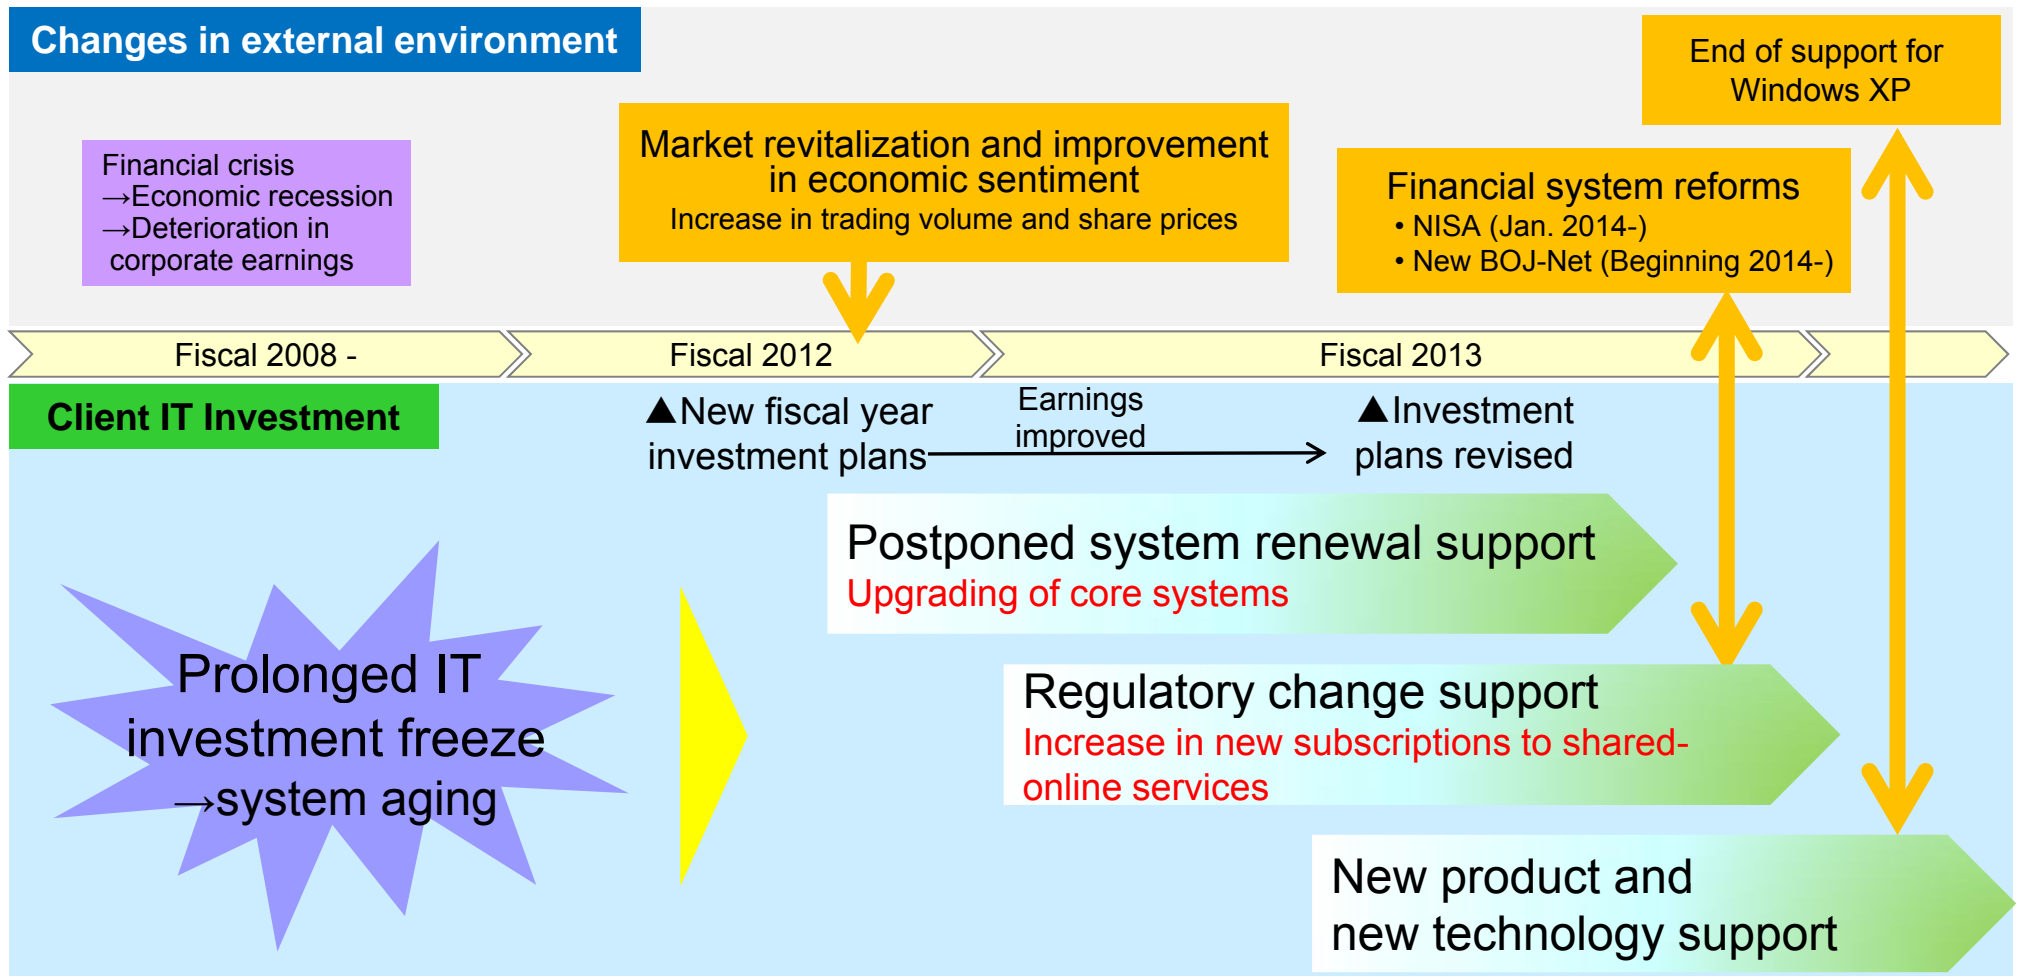 Changes in external environment
End of support for
Windows XP
Financial crisis
→Economic recession
→Deterioration in
corporate earnings
Market revitalization and improvement
in economic sentiment
Increase in trading volume and share prices
Financial system reforms
• NISA (Jan. 2014-)
• New BOJ-Net (Beginning 2014-)
Fiscal 2008 -
Fiscal 2012
Fiscal 2013
Client IT Investment
▲New fiscal year
investment plans
Earnings
improved
▲Investment
plans revised
Postponed system renewal support
Upgrading of core systems
Prolonged IT
investment freeze
→system aging
Regulatory change support
Increase in new subscriptions to shared-
online services
New product and
new technology support